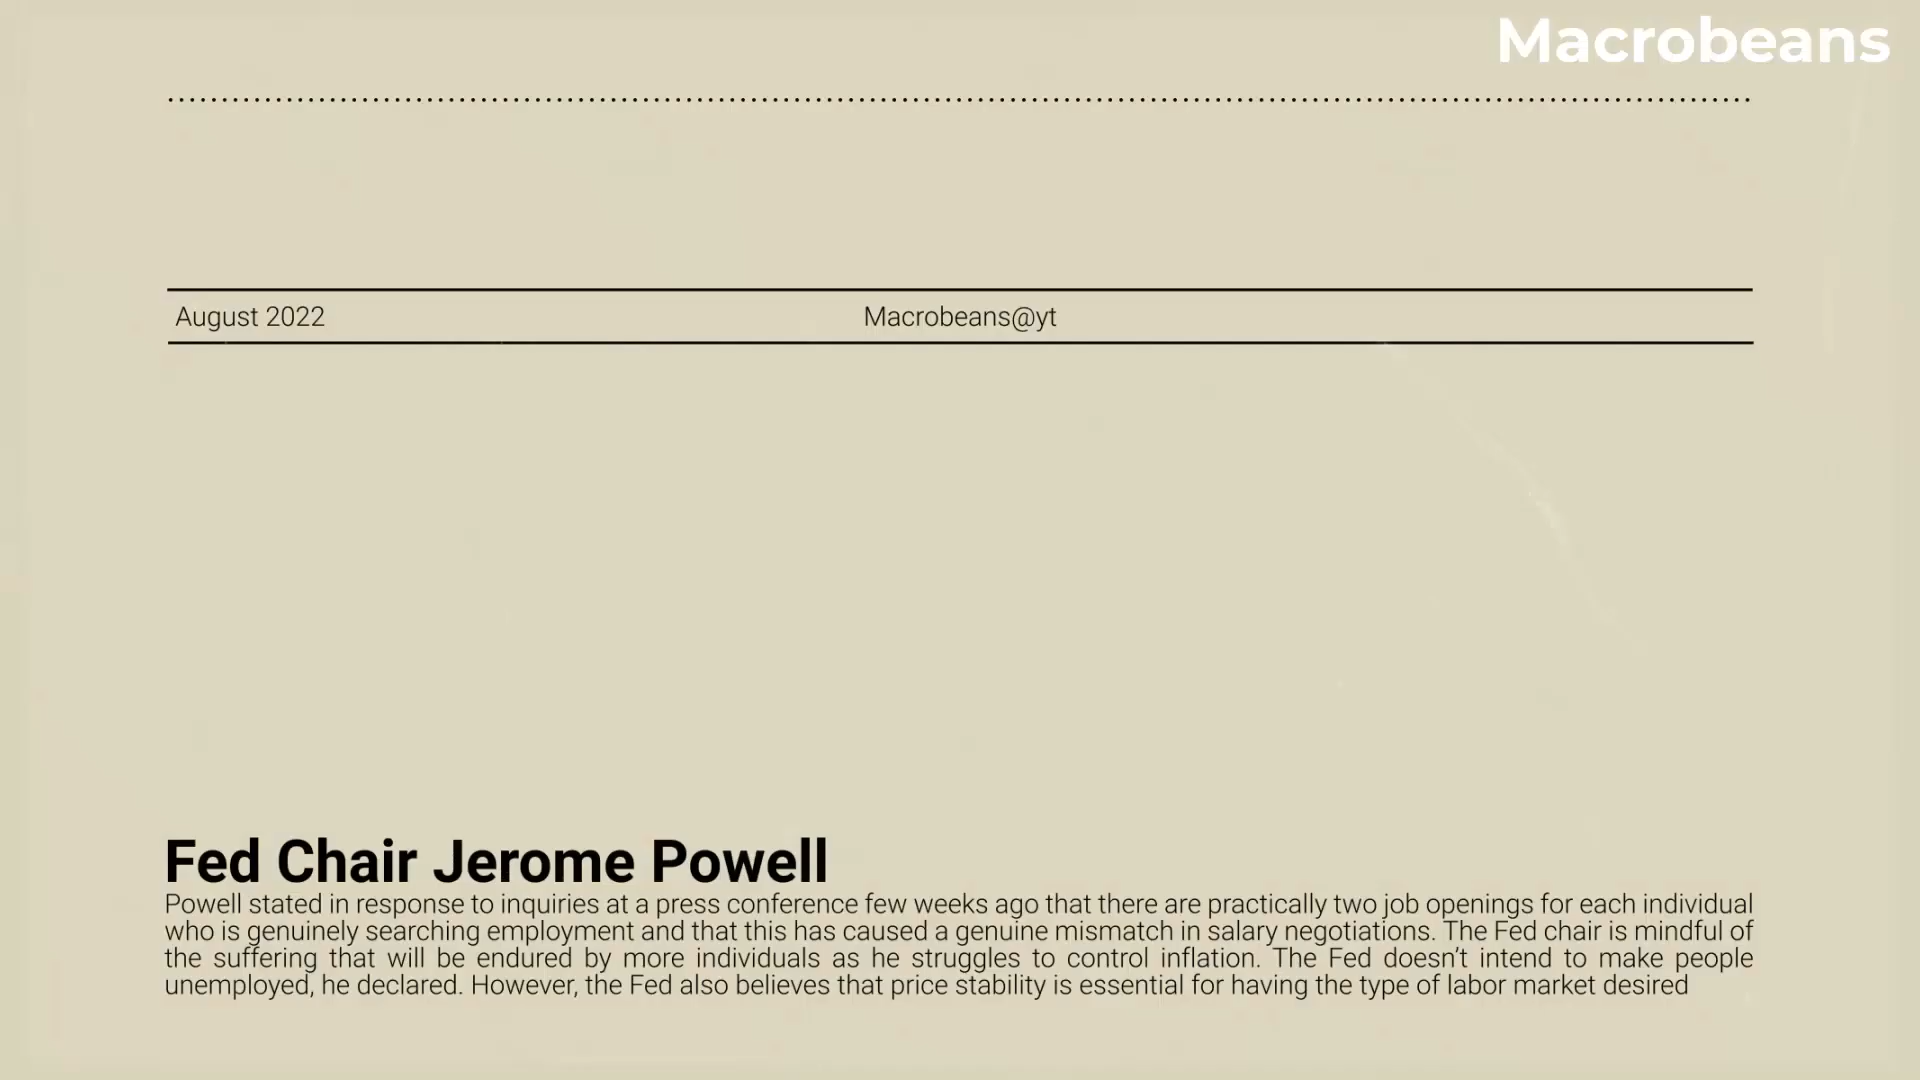 Macrobeans
August 2022
Macrobeans@yt
Fed Chair Jerome Powell
Powell stated in response to inquiries at a press conference few weeks ago that there are practically two job openings for each individual
who is genuinely searching employment and that this has caused a genuine mismatch in salary negotiations. The Fed chair is mindful of
the suffering that will be endured by more individuals as he struggles to control inflation. The Fed doesn’t intend to make people
unemployed, he declared. However, the Fed also believes that price stability is essential for having the type of labor market desired